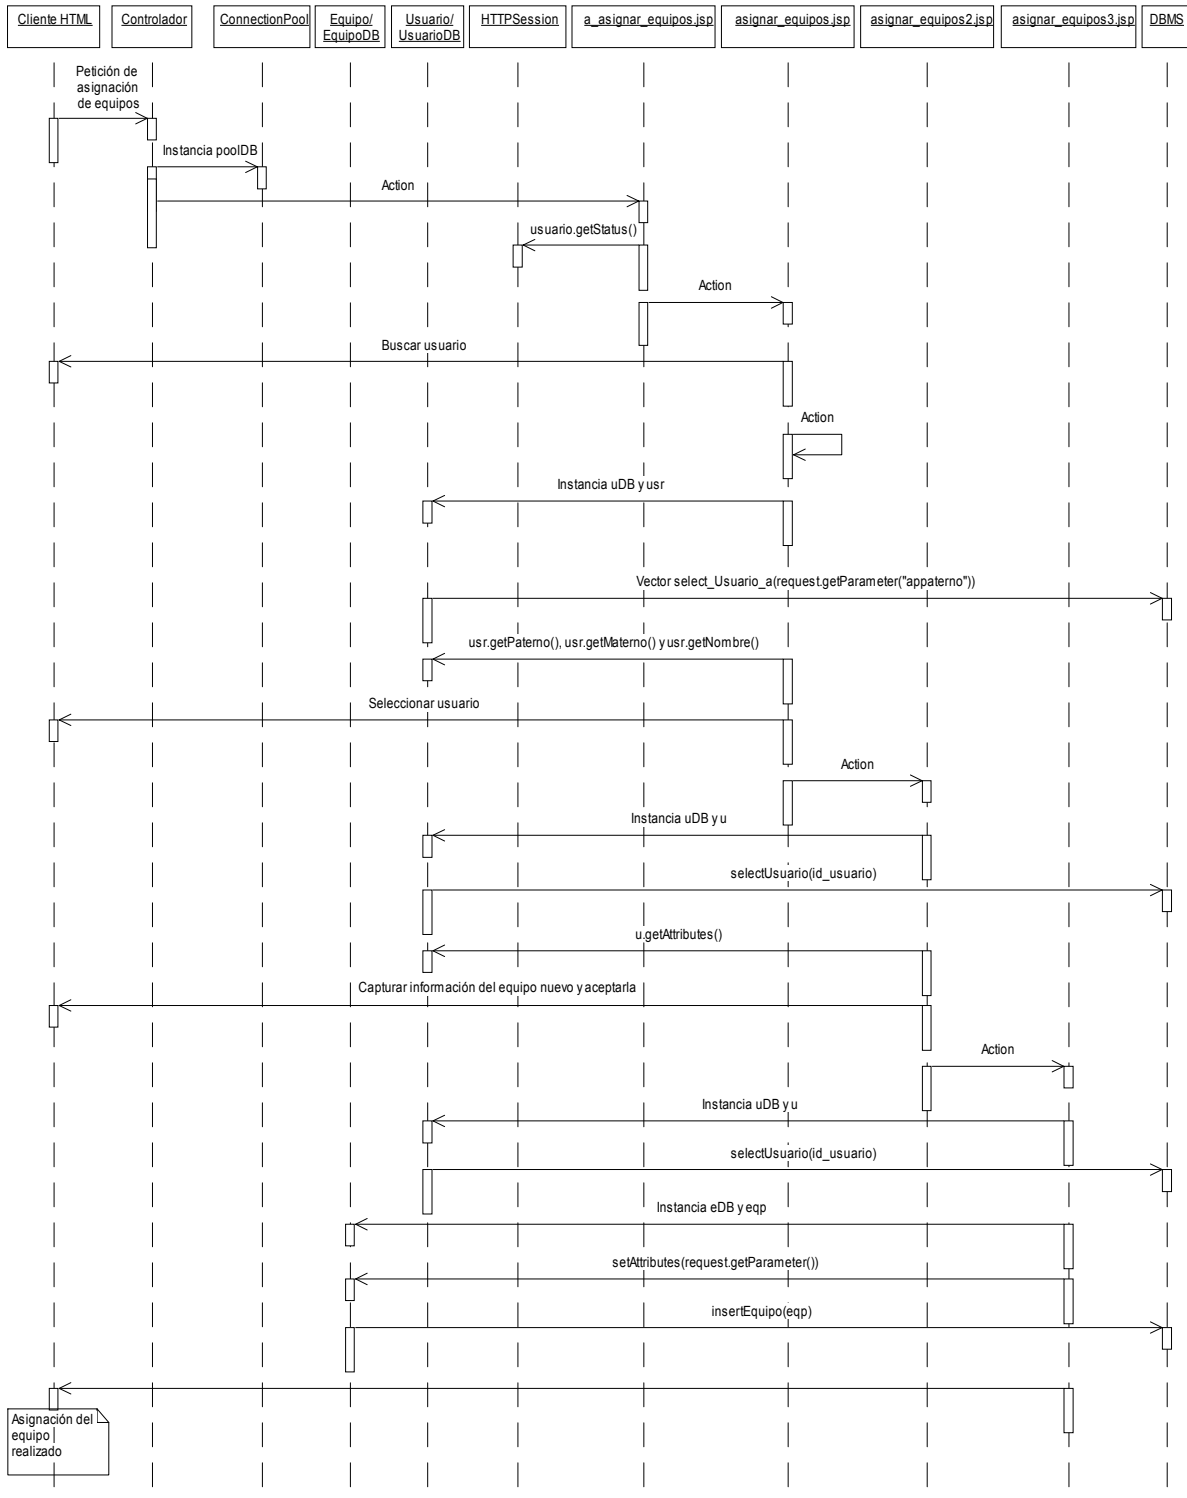 Cliente HTML
Controlador
ConnectionPool
Equipo/
EquipoDB
Usuario/
UsuarioDB
HTTPSession
a_asignar_equipos.jsp
asignar_equipos.jsp
asignar_equipos2.jsp
asignar_equipos3.jsp
DBMS
Petición de
asignación
de equipos
Instancia poolDB
Action
usuario.getStatus()
Action
Buscar usuario
Action
Instancia uDB y usr
Vector select_Usuario_a(request.getParameter("appaterno"))
usr.getPaterno(), usr.getMaterno() y usr.getNombre()
Seleccionar usuario
Action
Instancia uDB y u
selectUsuario(id_usuario)
u.getAttributes()
Capturar información del equipo nuevo y aceptarla
Action
Instancia uDB y u
selectUsuario(id_usuario)
Instancia eDB y eqp
setAttributes(request.getParameter())
insertEquipo(eqp)
Asignación del
equipo
realizado